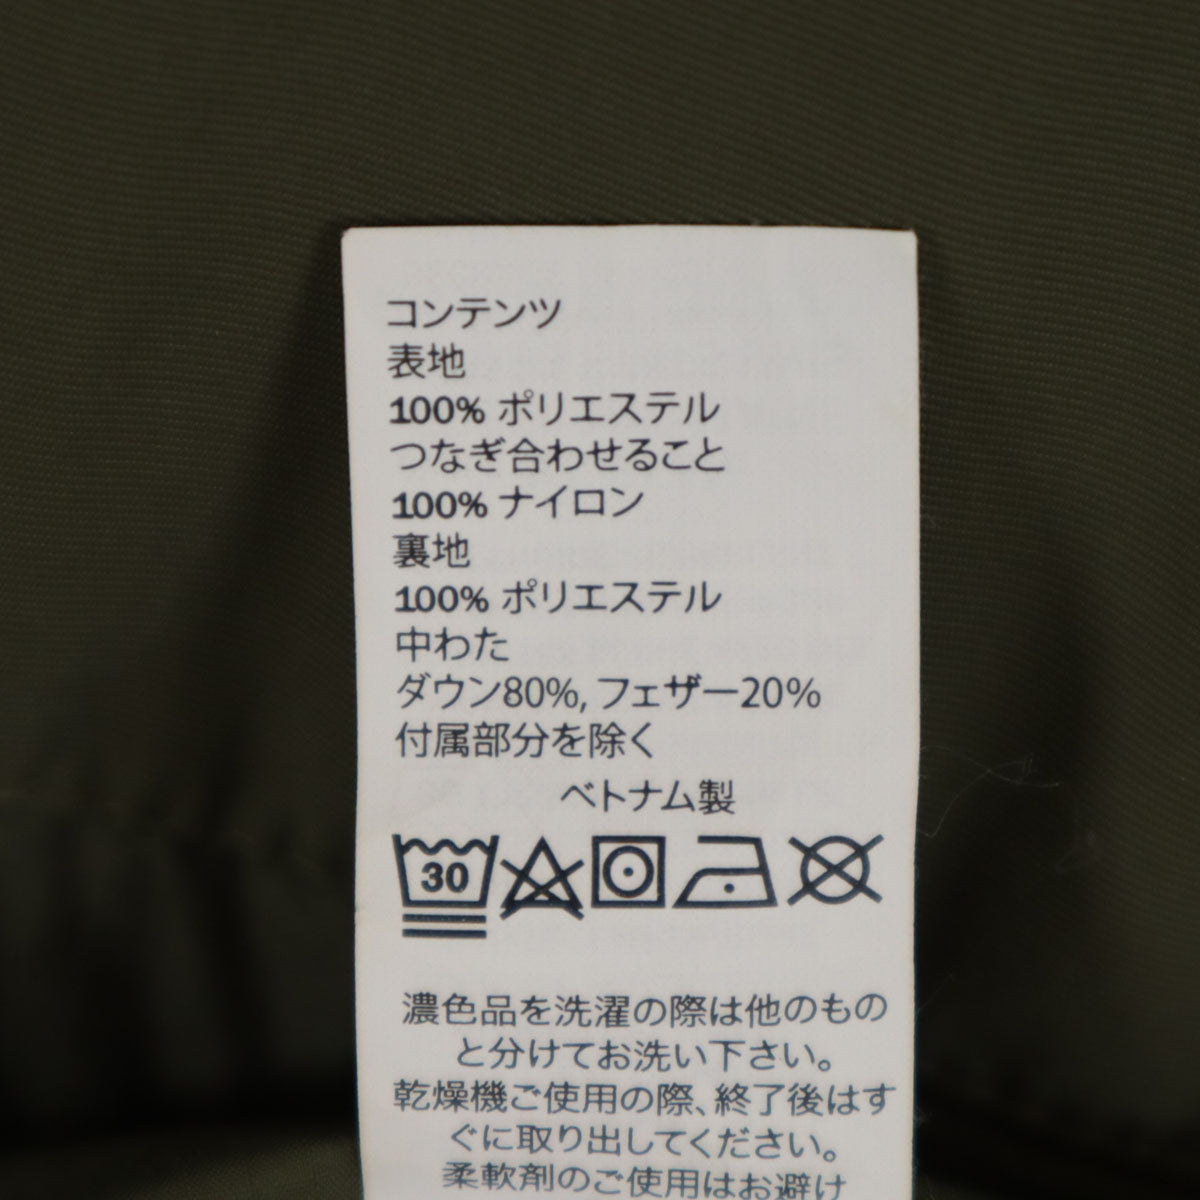 コンテンツ
表地
100% ポリエステル
つなぎ合わせること
100% ナイロン
裏地
100% ポリエステル
中わた
ダウン80%, フェザー20%
付属部分を除く
ベトナム製
30
濃色品を洗濯の際は他のもの
と分けてお洗い下さい。
乾燥機ご使用の際、終了後はす
ぐに取り出してください。
柔軟剤のご使用はお避け